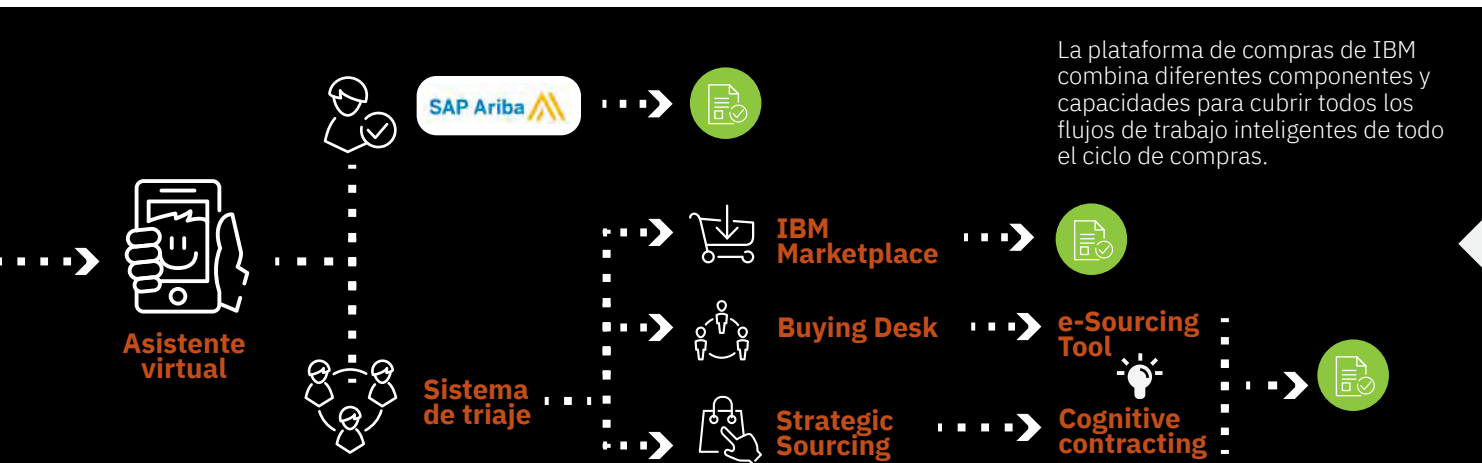 La plataforma de compras de IBM
combina diferentes componentes y
capacidades para cubrir todos los
flujos de trabajo inteligentes de todo
el ciclo de compras.
SAP Ariba
Asistente
virtual
Sistema
de triaje
IBM
Marketplace
Buying Desk
e-Sourcing
Tool
Strategic
Sourcing
Cognitive
contracting